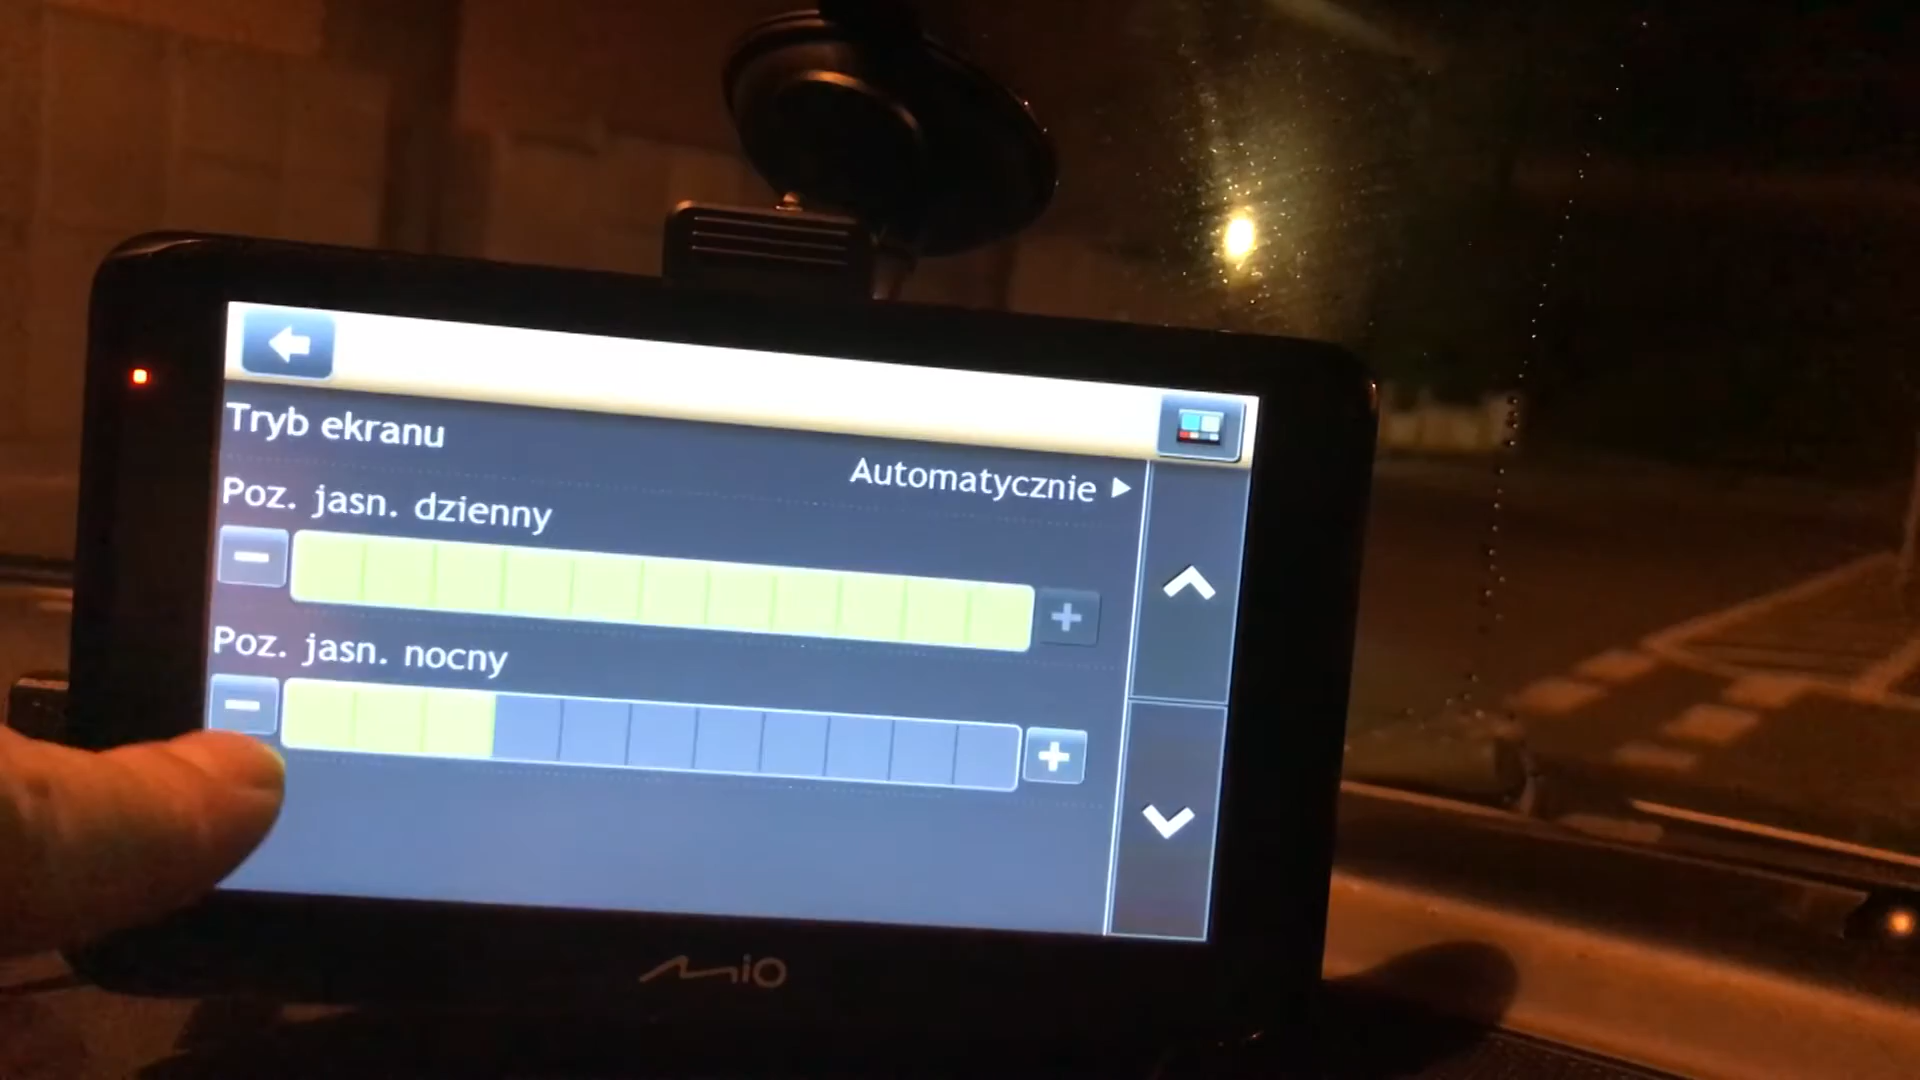 Tryb ekranu
Automatycznie
Poz. jasn. dzienny
Poz. jasn. nocny
Mio